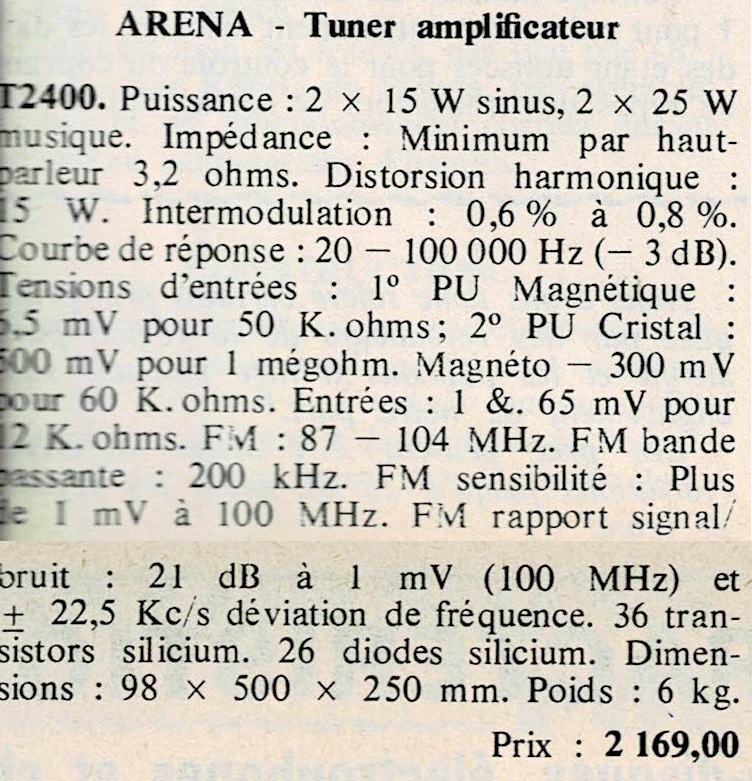 ARENA - Tuner amplificateur
T2400. Puissance : 2 × 15 W sinus, 2 × 25 W
musique. Impédance : Minimum par haut-
parleur 3,2 ohms. Distorsion harmonique :
15 W. Intermodulation : 0,6 % à 0,8 %.
Courbe de réponse : 20 — 100 000 Hz (— 3 dB).
Tensions d'entrées : 1º PU Magnétique :
5,5 mV pour 50 K. ohms; 2º PU Cristal :
500 mV pour 1 mégohm. Magnéto — 300 mV
pour 60 K. ohms. Entrées : 1 &. 65 mV pour
12 K. ohms. FM : 87 — 104 MHz. FM bande
passante : 200 kHz. FM sensibilité : Plus
de 1 mV à 100 MHz. FM rapport signal/
bruit : 21 dB à 1 mV (100 MHz) et
± 22,5 Kc/s déviation de fréquence. 36 tran-
sistors silicium. 26 diodes silicium. Dimen-
sions : 98 × 500 × 250 mm. Poids : 6 kg.
Prix : 2 169,00